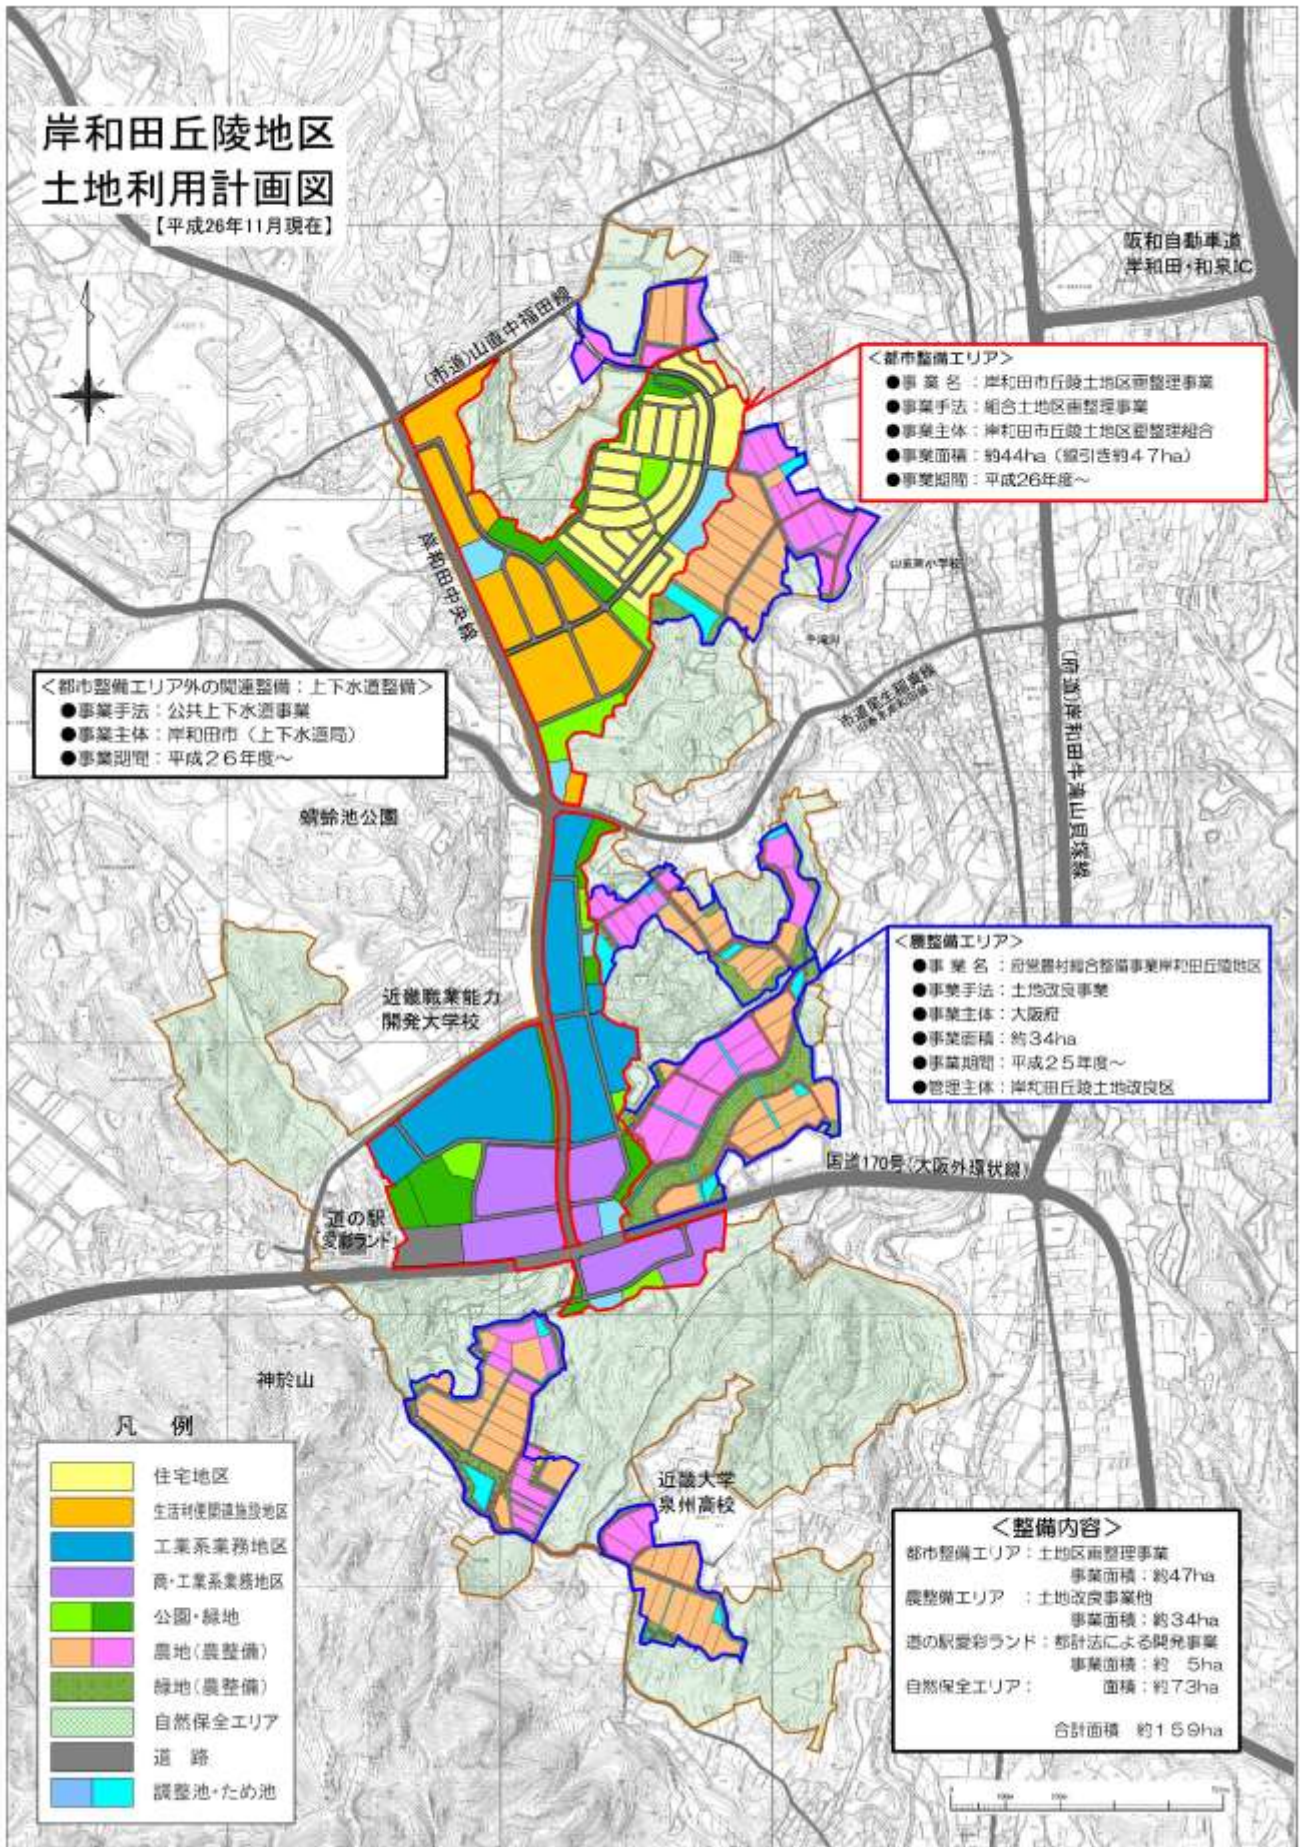 岸和田丘陵地区
土地利用計画図
【平成26年11月現在】
阪和自動車道
岸和田・和泉IC
(市道)山直中福田線
＜都市整備エリア＞
●事 業 名 ：岸和田市丘陵土地区画整理事業
●事業手法：組合土地区画整理事業
●事業主体：岸和田市丘陵土地区画整理組合
●事業面積：約44ha（線引き約47ha）
●事業期間：平成26年度～
岸和田中央線
＜都市整備エリア外の関連整備：上下水道整備＞
●事業手法：公共上下水道事業
●事業主体：岸和田市（上下水道局）
●事業期間：平成２６年度～
(府道)岸和田牛滝山貝塚線
蜻蛉池公園
＜農整備エリア＞
●事 業 名 ：府営農村総合整備事業岸和田丘陵地区
●事業手法：土地改良事業
●事業主体：大阪府
●事業面積：約34ha
●事業期間：平成２５年度～
●管理主体：岸和田丘陵土地改良区
近畿職業能力
開発大学校
国道170号(大阪外環状線)
道の駅
愛彩ランド
神於山
近畿大学
泉州高校
凡 例
住宅地区
生活利便関連施設地区
工業系業務地区
商・工業系業務地区
公園・緑地
農地(農整備)
緑地(農整備)
自然保全エリア
道 路
調整池・ため池
＜整備内容＞
都市整備エリア：土地区画整理事業
事業面積：約47ha
農整備エリア ：土地改良事業他
事業面積：約34ha
道の駅愛彩ランド：都計法による開発事業
事業面積：約 5ha
自然保全エリア： 面積：約73ha
合計面積 約159ha